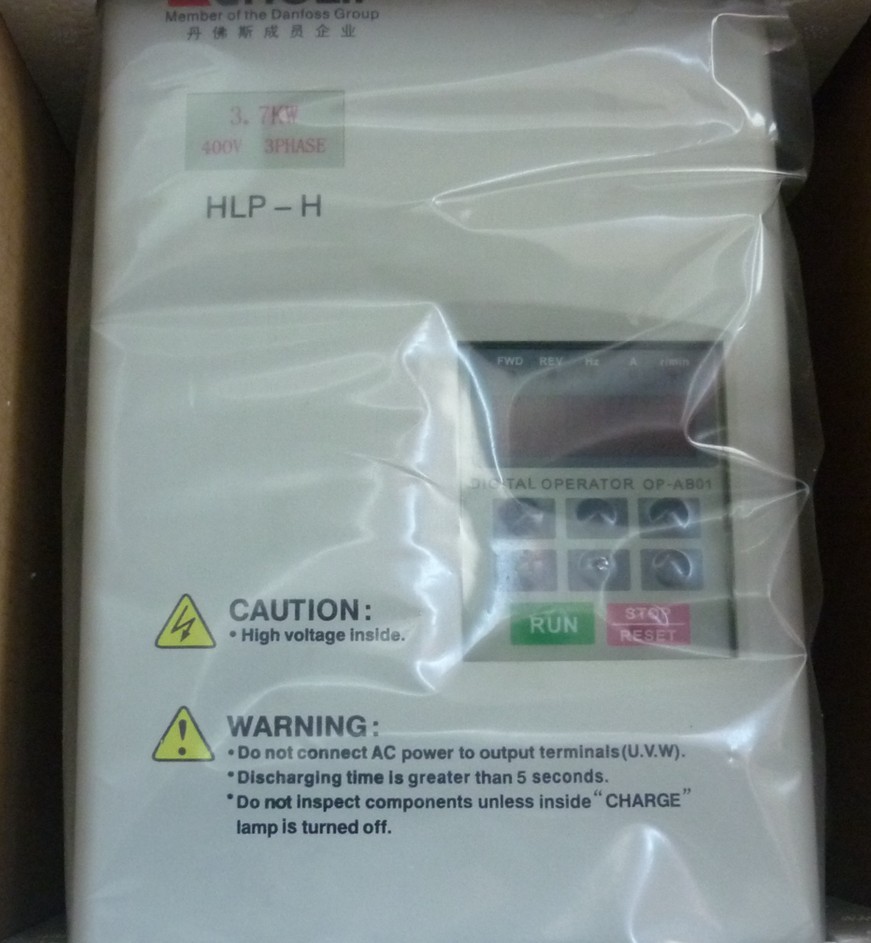 Member of the Danfoss Group
丹佛斯成员企业
3.7KW
400V 3PHASE
HLP-H
FWD REV Hz A r/min
DIGITAL OPERATOR OP-AB01
RUN
STOP
RESET
CAUTION:
• High voltage inside.
WARNING:
• Do not connect AC power to output terminals(U.V.W).
• Discharging time is greater than 5 seconds.
• Do not inspect components unless inside “CHARGE”
lamp is turned off.